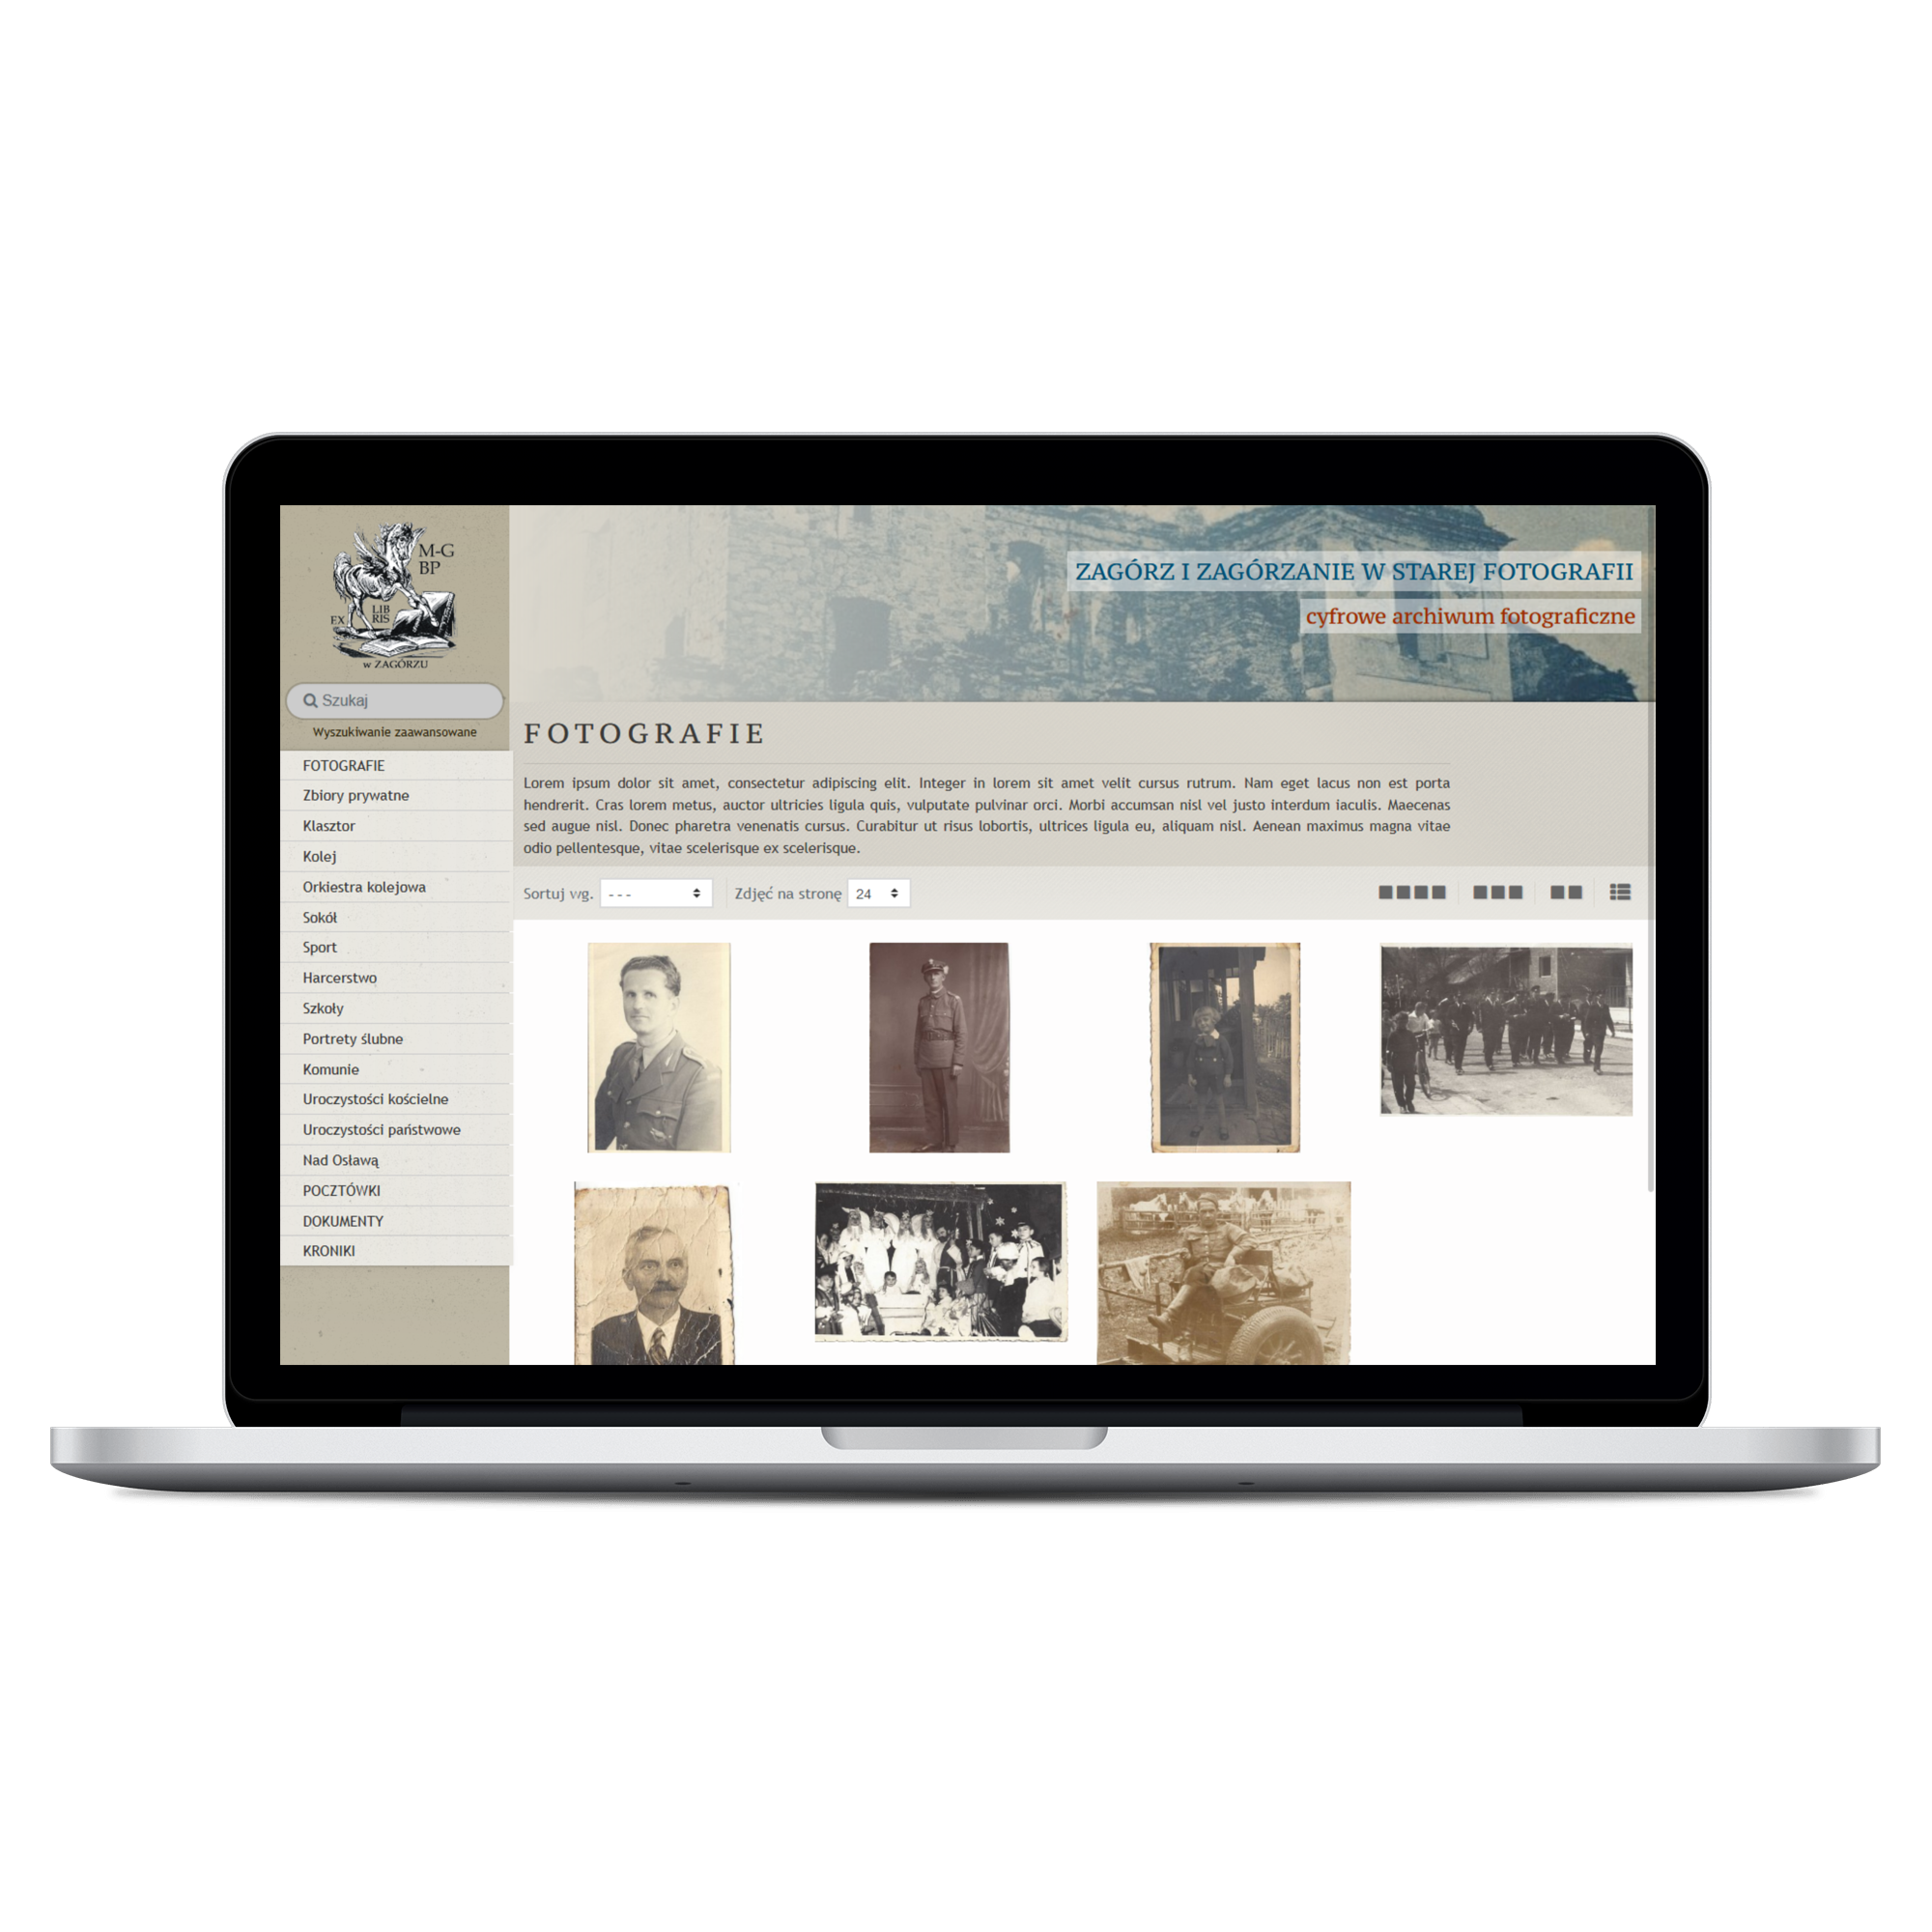 M-G
BP
LIB
EX RIS
w ZAGÓRZU
Szukaj
Wyszukiwanie zaawansowane
FOTOGRAFIE
Zbiory prywatne
Klasztor
Kolej
Orkiestra kolejowa
Sokół
Sport
Harcerstwo
Szkoły
Portrety ślubne
Komunie
Uroczystości kościelne
Uroczystości państwowe
Nad Osławą
POCZTÓWKI
DOKUMENTY
KRONIKI
ZAGÓRZ I ZAGÓRZANIE W STAREJ FOTOGRAFII
cyfrowe archiwum fotograficzne
FOTOGRAFIE
Lorem ipsum dolor sit amet, consectetur adipiscing elit. Integer in lorem sit amet velit cursus rutrum. Nam eget lacus non est porta
hendrerit. Cras lorem metus, auctor ultricies ligula quis, vulputate pulvinar orci. Morbi accumsan nisl vel justo interdum iaculis. Maecenas
sed augue nisl. Donec pharetra venenatis cursus. Curabitur ut risus lobortis, ultrices ligula eu, aliquam nisl. Aenean maximus magna vitae
odio pellentesque, vitae scelerisque ex scelerisque.
Sortuj wg. - - - Zdjęć na stronę 24